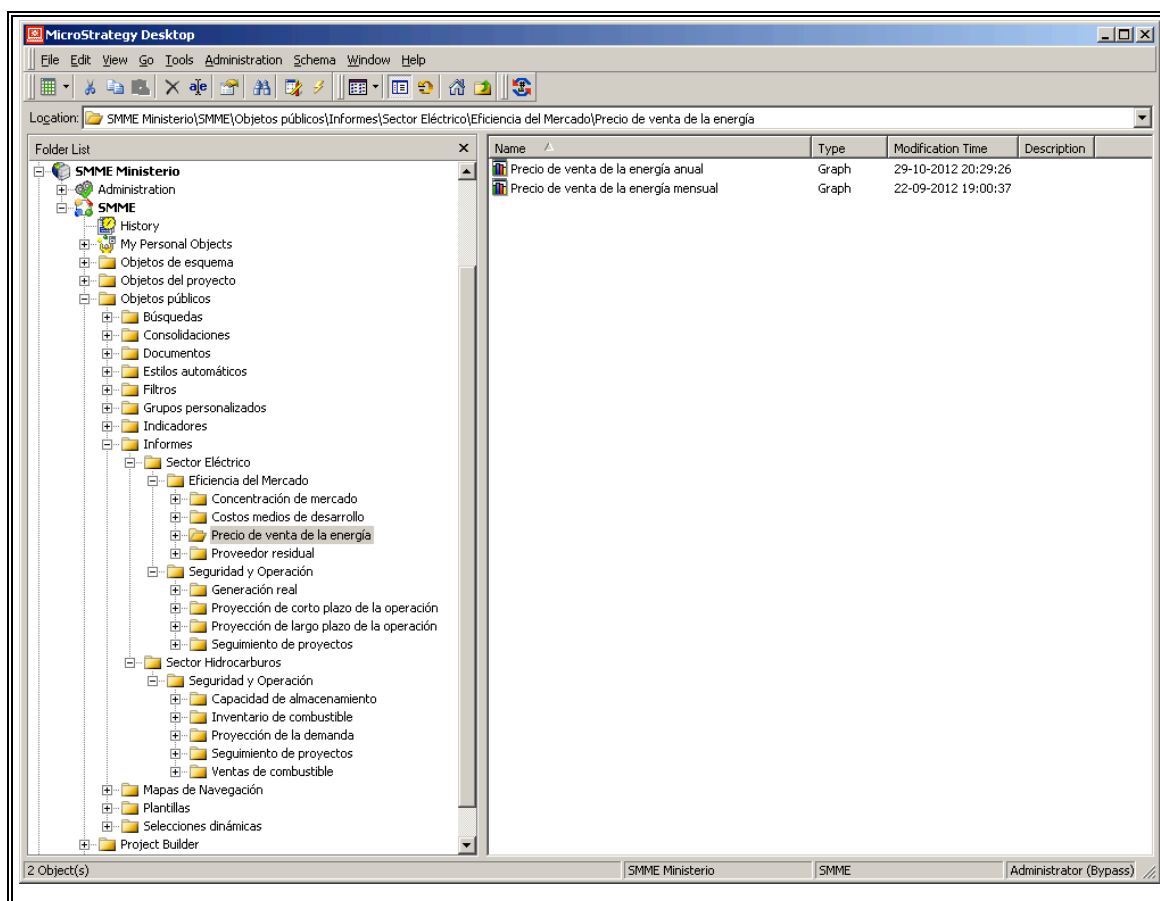 MicroStrategy Desktop
File Edit View Go Tools Administration Schema Window Help
Location: SMME Ministerio\SMME\Objetos públicos\Informes\Sector Eléctrico\Eficiencia del Mercado\Precio de venta de la energía
Folder List
Name Type Modification Time Description
SMME Ministerio
Precio de venta de la energía anual Graph 29-10-2012 20:29:26
Administration
Precio de venta de la energía mensual Graph 22-09-2012 19:00:37
SMME
History
My Personal Objects
Objetos de esquema
Objetos del proyecto
Objetos públicos
Búsquedas
Consolidaciones
Documentos
Estilos automáticos
Filtros
Grupos personalizados
Indicadores
Informes
Sector Eléctrico
Eficiencia del Mercado
Concentración de mercado
Costos medios de desarrollo
Precio de venta de la energía
Proveedor residual
Seguridad y Operación
Generación real
Proyección de corto plazo de la operación
Proyección de largo plazo de la operación
Seguimiento de proyectos
Sector Hidrocarburos
Seguridad y Operación
Capacidad de almacenamiento
Inventario de combustible
Proyección de la demanda
Seguimiento de proyectos
Ventas de combustible
Mapas de Navegación
Plantillas
Selecciones dinámicas
Project Builder
2 Object(s) SMME Ministerio SMME Administrator (Bypass)